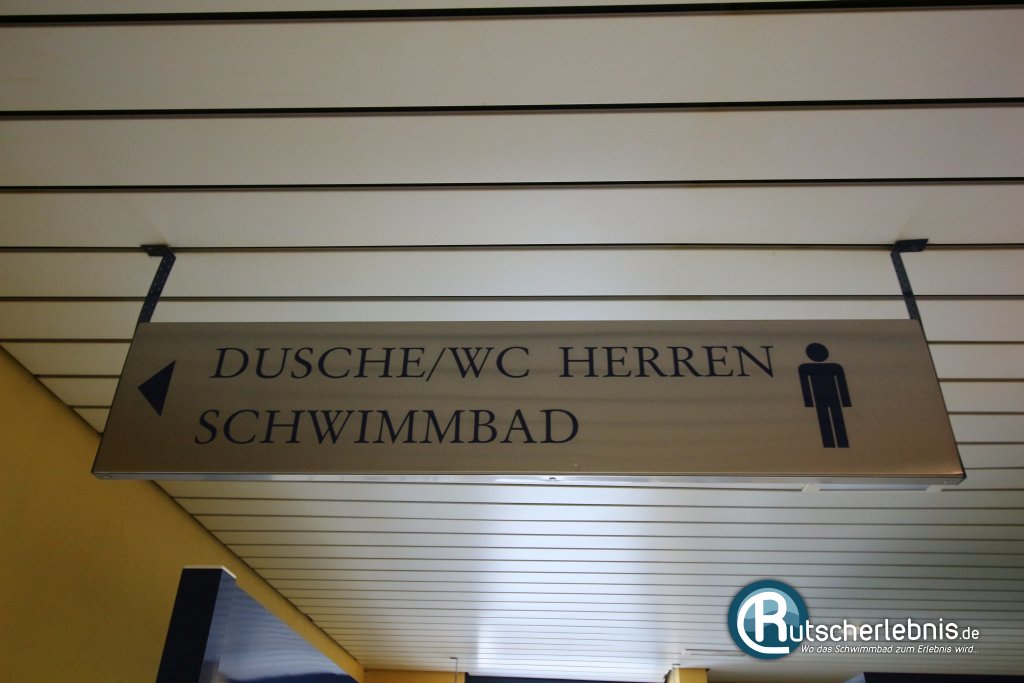 DUSCHE/WC HERREN
SCHWIMMBAD
Rutscherlebnis.de
Wo das Schwimmbad zum Erlebnis wird...